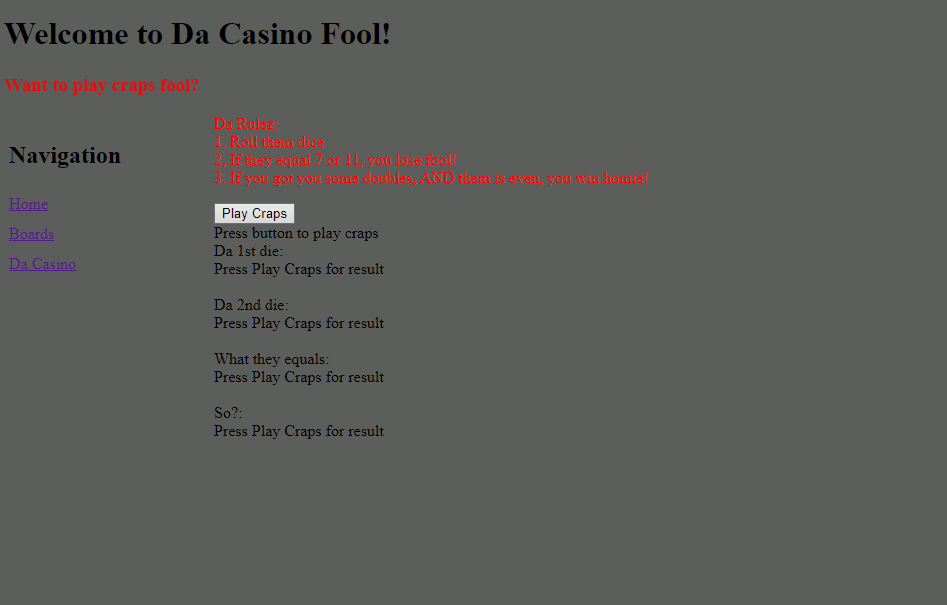 Welcome to Da Casino Fool!
Want to play craps fool?
Navigation
Home
Boards
Da Casino
Da Rulez:
1. Roll them dice
2, If they equal 7 or 11, you lose fool!
3. If you got you some doubles, AND them is even, you win homie!
Play Craps
Press button to play craps
Da 1st die:
Press Play Craps for result
Da 2nd die:
Press Play Craps for result
What they equals:
Press Play Craps for result
So?:
Press Play Craps for result